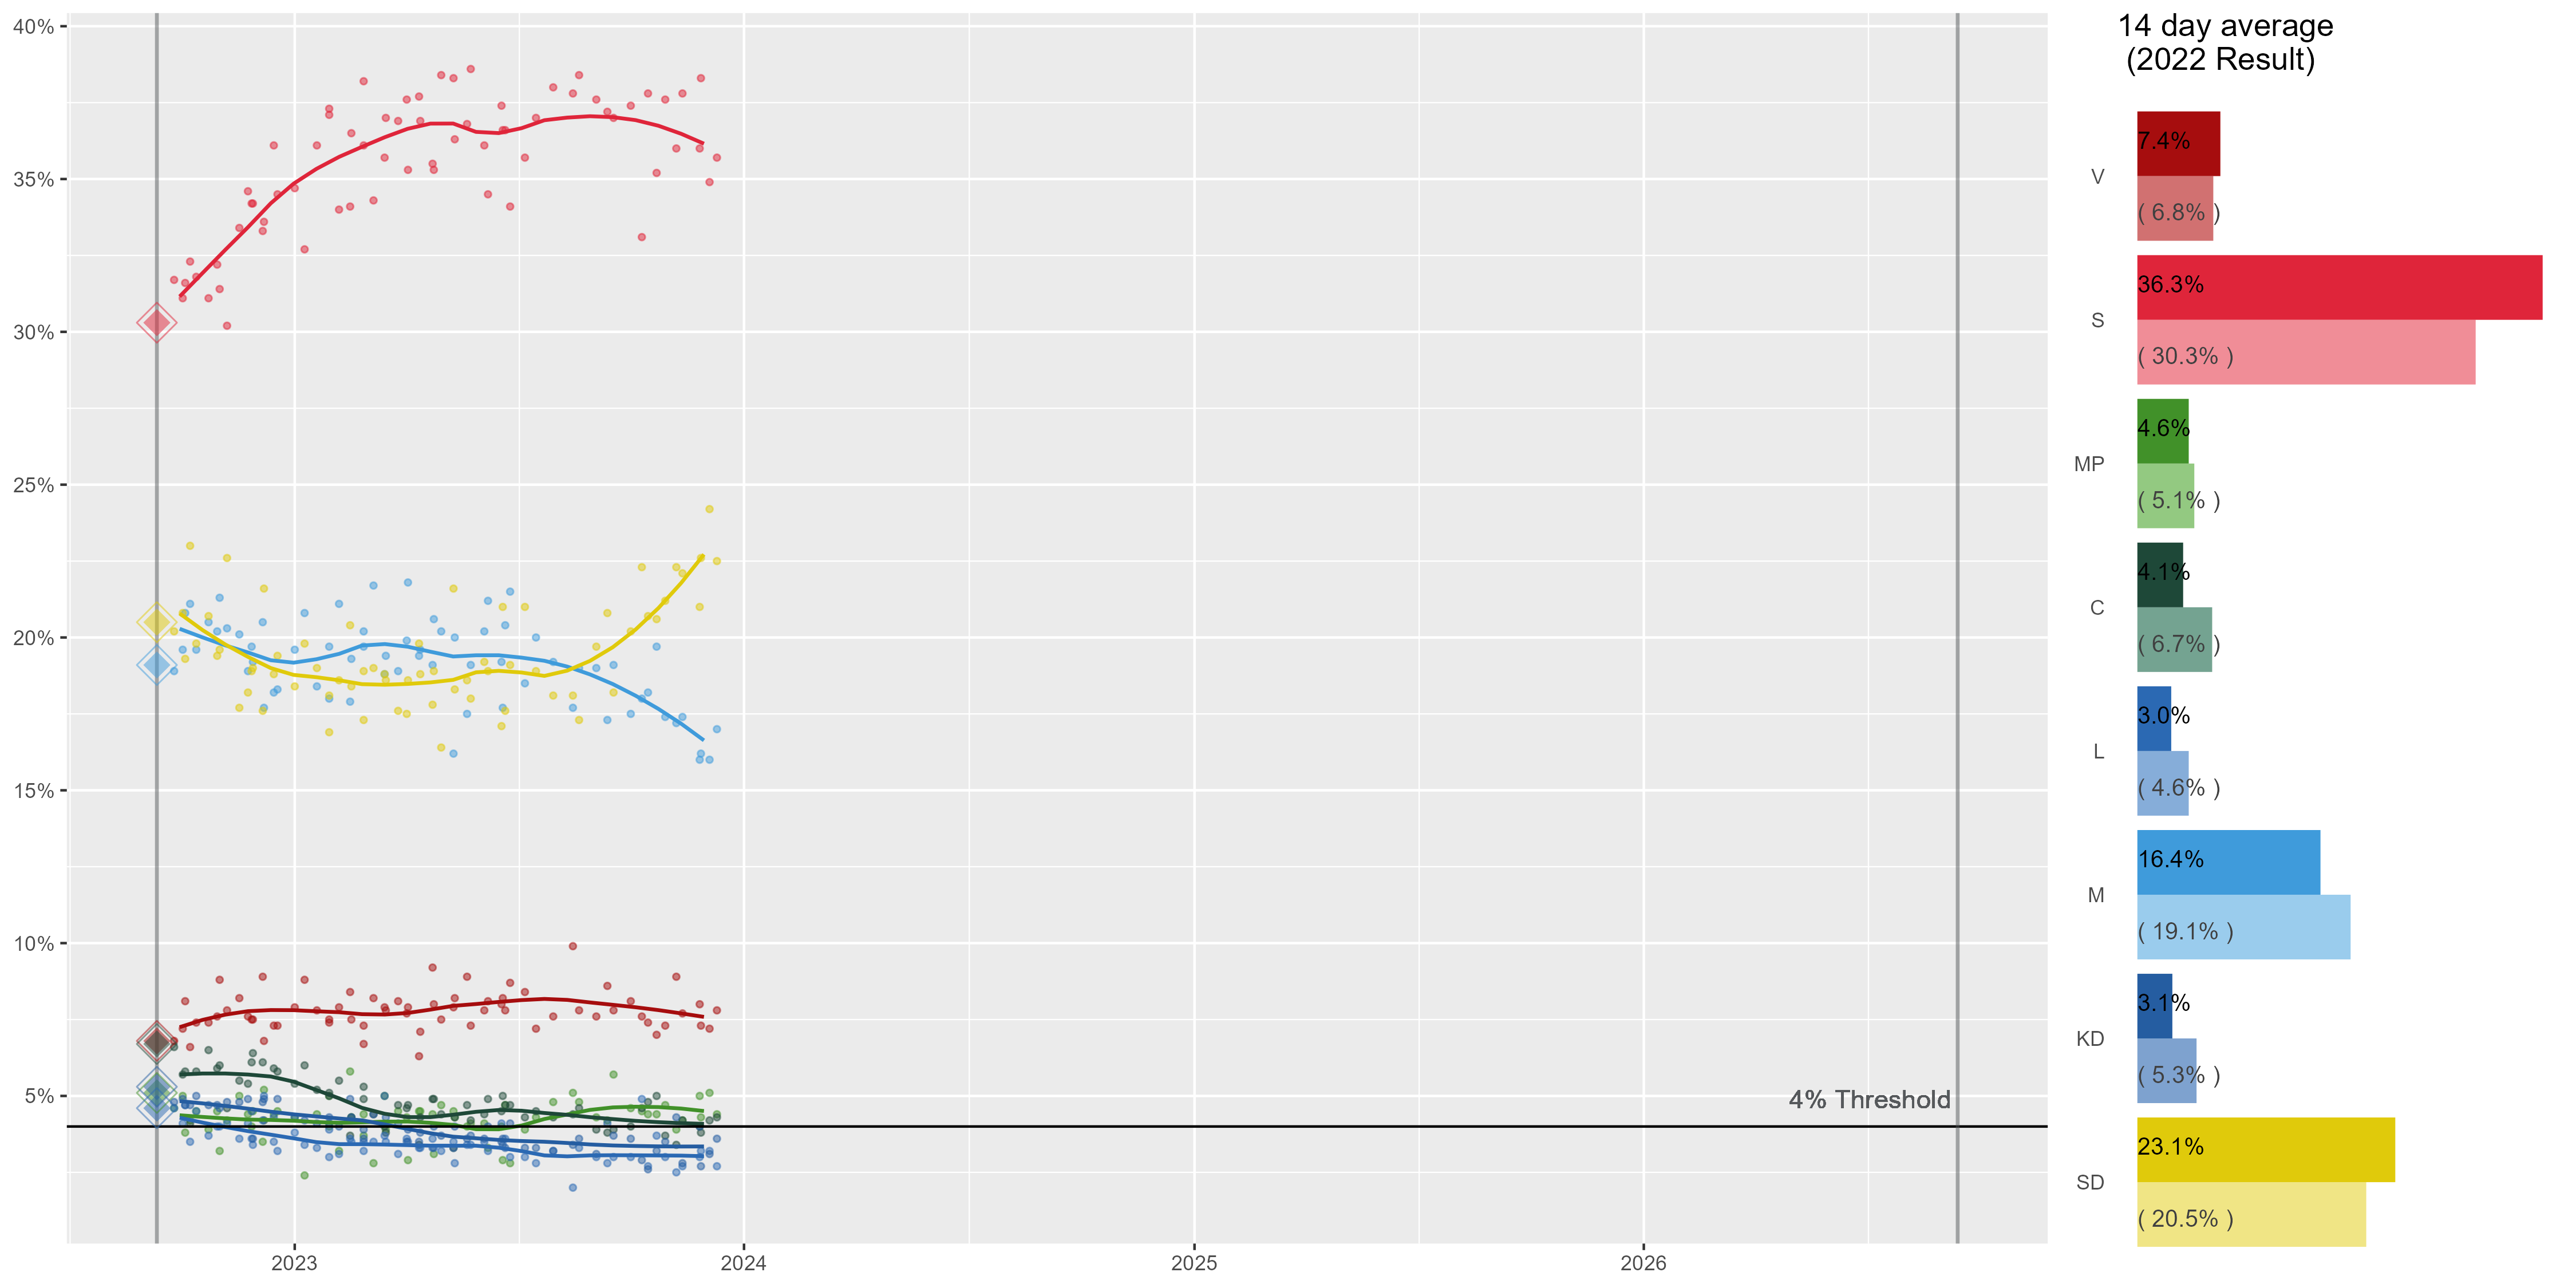 40%
35%
30%
25%
20%
15%
10%
5%
4% Threshold
2023
2024
2025
2026
14 day average
(2022 Result)
V
7.4%
( 6.8% )
S
36.3%
( 30.3% )
MP
4.6%
( 5.1% )
C
4.1%
( 6.7% )
L
3.0%
( 4.6% )
M
16.4%
( 19.1% )
KD
3.1%
( 5.3% )
SD
23.1%
( 20.5% )